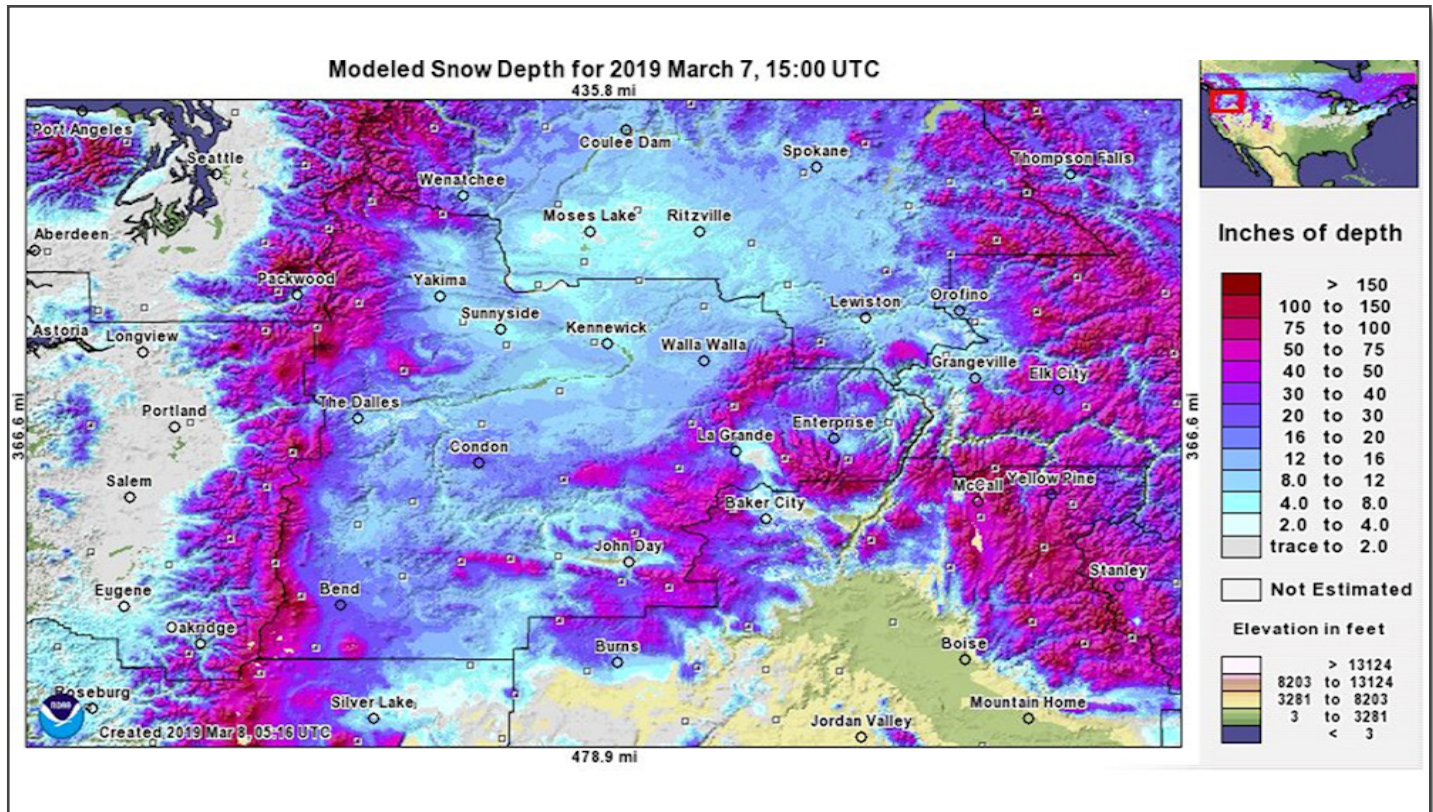 Modeled Snow Depth for 2019 March 7, 15:00 UTC
435.8 mi
Port Angeles
Seattle
Coulee Dam
Spokane
Thompson Falls
Wenatchee
Moses Lake
Ritzville
Aberdeen
Packwood
Yakima
Lewiston
Orofino
Sunnyside
Kennewick
Astoria
Longview
Walla Walla
Grangeville
Elk City
366.6 mi
The Dalles
Portland
Enterprise
La Grande
366.6 mi
Condon
Salem
McCall
Yellow Pine
Baker City
John Day
Stanley
Eugene
Bend
Oakridge
Burns
Boise
Roseburg
Silver Lake
Mountain Home
Jordan Valley
NOAA
Created 2019 Mar 8, 05-16 UTC
478.9 mi
Inches of depth
> 150
100 to 150
75 to 100
50 to 75
40 to 50
30 to 40
20 to 30
16 to 20
12 to 16
8.0 to 12
4.0 to 8.0
2.0 to 4.0
trace to 2.0
Not Estimated
Elevation in feet
> 13124
8203 to 13124
3281 to 8203
3 to 3281
< 3